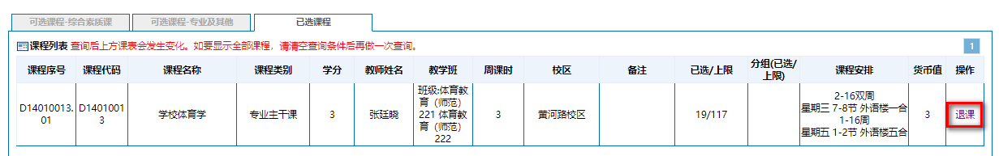 可选课程-综合素质课 可选课程-专业及其他 已选课程
课程列表 查询后上方课表会发生变化。如要显示全部课程，请清空查询条件后再做一次查询。 1
课程序号 课程代码 课程名称 课程类别 学分 教师姓名 教学班 周课时 校区 备注 已选/上限 分组(已选/
上限) 课程安排 货币值 操作
D14010013.
01
D1401001
3
学校体育学
专业主干课
3
张廷晓
班级:体育教
育（师范）
221 体育教
育（师范）
222
3
黄河路校区
19/117
2-16双周
星期三 7-8节 外语楼一合
1-16周
星期五 1-2节 外语楼五合
3
退课